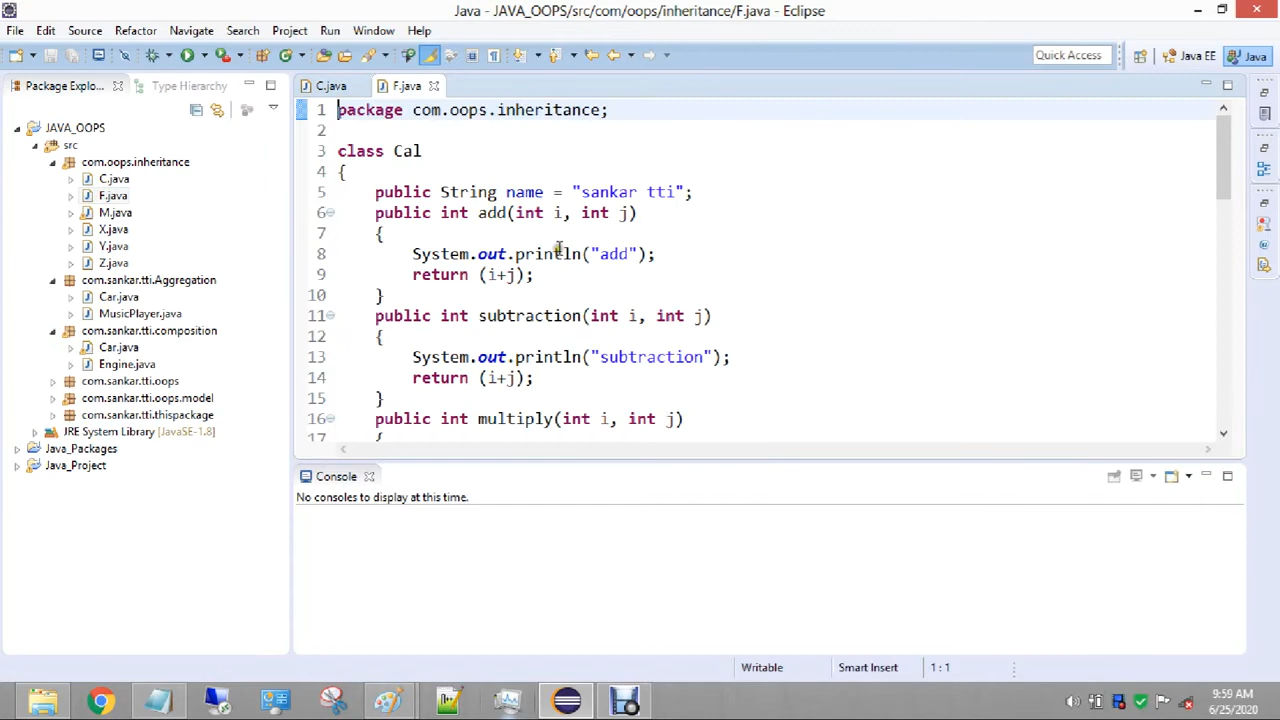 Java - JAVA_OOPS/src/com/oops/inheritance/F.java - Eclipse
File Edit Source Refactor Navigate Search Project Run Window Help
Quick Access Java EE Java
Package Explo... Type Hierarchy
JAVA_OOPS
src
com.oops.inheritance
C.java
F.java
M.java
X.java
Y.java
Z.java
com.sankar.tti.Aggregation
Car.java
MusicPlayer.java
com.sankar.tti.composition
Car.java
Engine.java
com.sankar.tti.oops
com.sankar.tti.oops.model
com.sankar.tti.thispackage
JRE System Library [JavaSE-1.8]
Java_Packages
Java_Project
C.java F.java
1 package com.oops.inheritance;
2
3 class Cal
4 {
5 public String name = "sankar tti";
6 public int add(int i, int j)
7 {
8 System.out.println("add");
9 return (i+j);
10 }
11 public int subtraction(int i, int j)
12 {
13 System.out.println("subtraction");
14 return (i+j);
15 }
16 public int multiply(int i, int j)
17 {
Console
No consoles to display at this time.
Writable Smart Insert 1 : 1
9:59 AM
6/25/2020